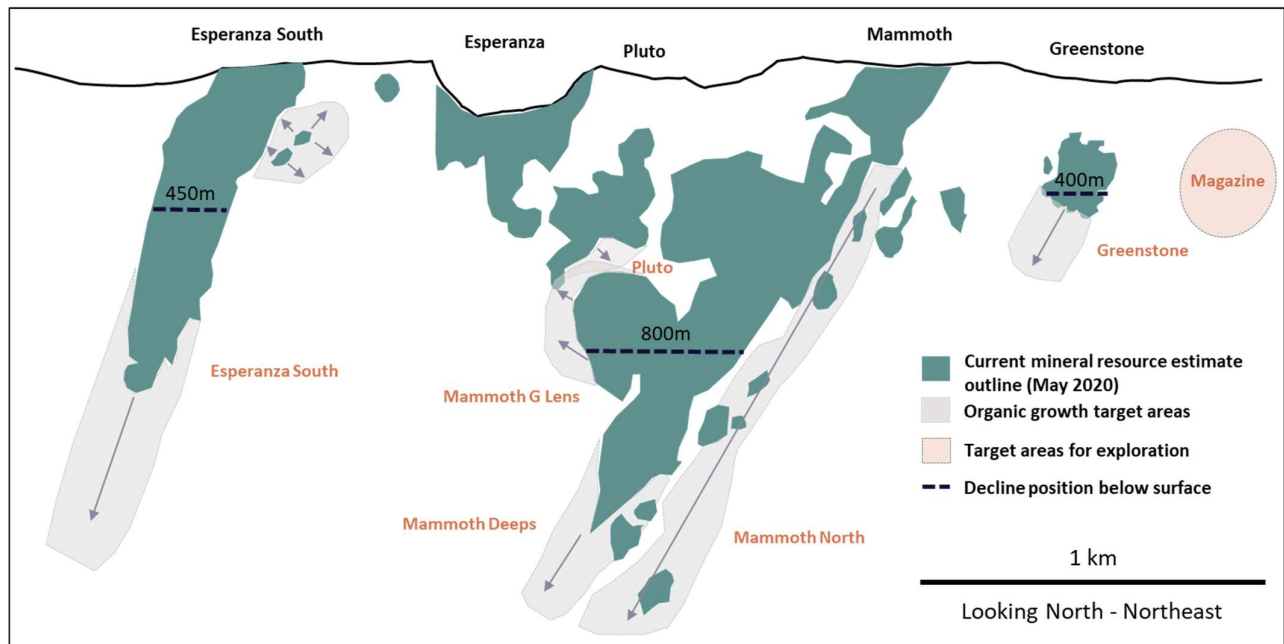 Esperanza South
Esperanza
Pluto
Mammoth
Greenstone
450m
400m
Magazine
Greenstone
Pluto
800m
Esperanza South
Mammoth G Lens
Mammoth Deeps
Mammoth North
Current mineral resource estimate
outline (May 2020)
Organic growth target areas
Target areas for exploration
Decline position below surface
1 km
Looking North - Northeast